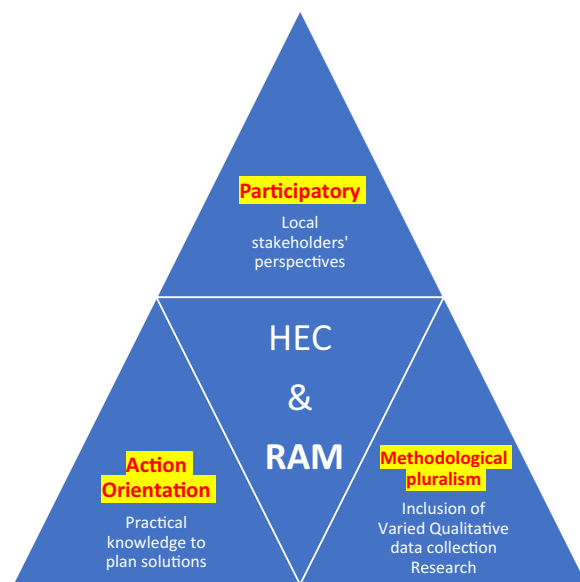 Participatory
Local
stakeholders'
perspectives
HEC
&
RAM
Action
Orientation
Practical
knowledge to
plan solutions
Methodological
pluralism
Inclusion of
Varied Qualitative
data collection
Research